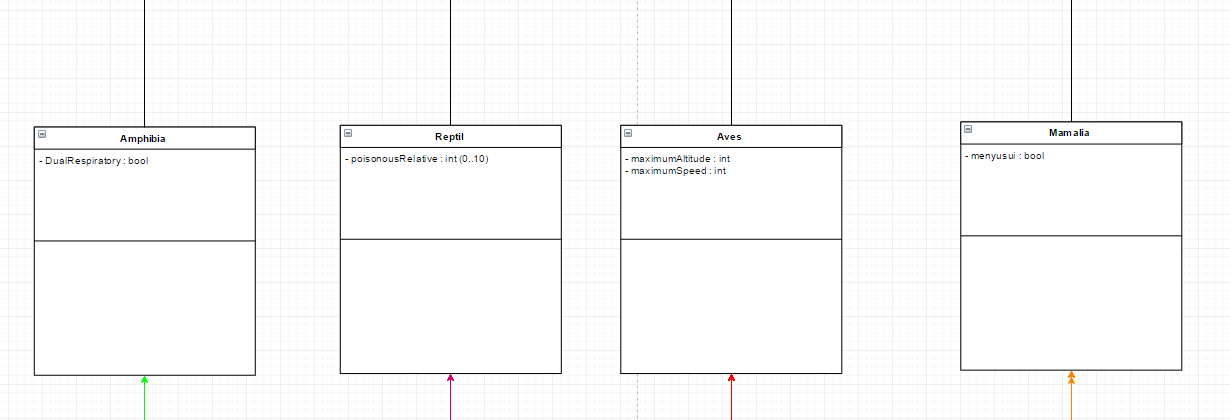 Amphibia
- DualRespiratory : bool
Reptil
- poisonousRelative : int (0..10)
Aves
- maximumAltitude : int
- maximumSpeed : int
Mamalia
- menyusui : bool